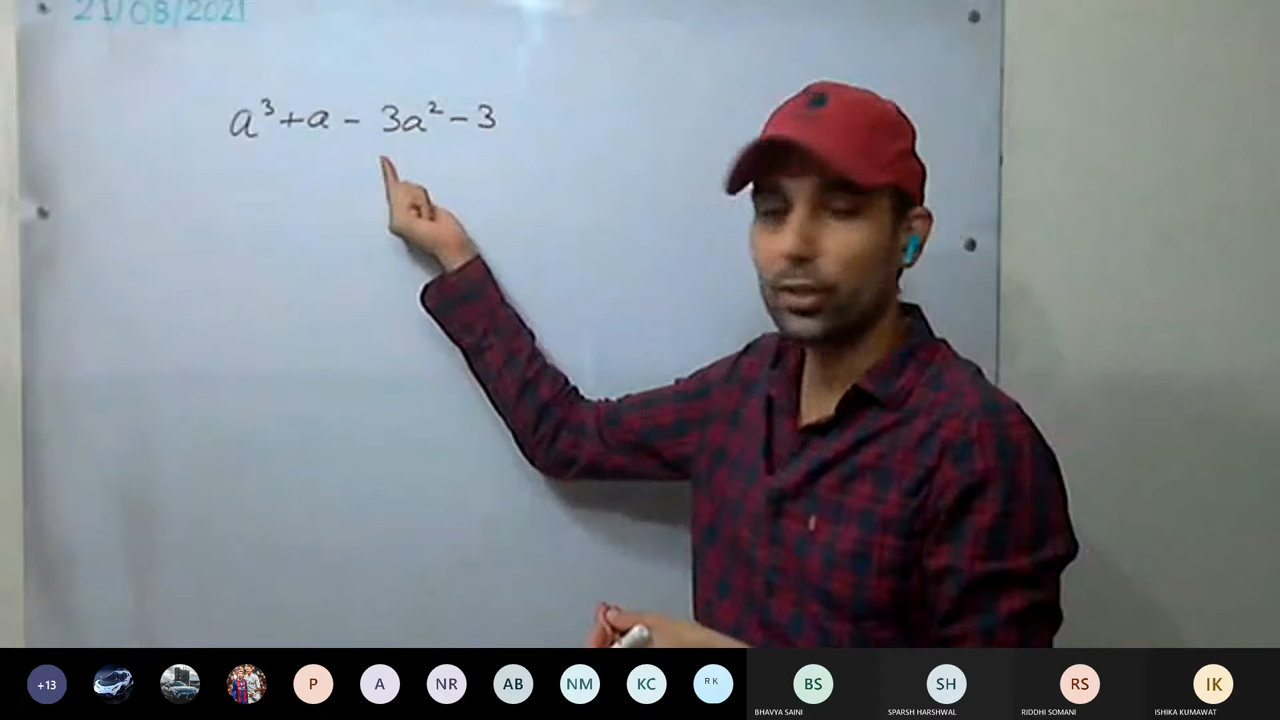 21/08/2021
a³+a - 3a²-3
+13
P
A
NR
AB
NM
KC
RK
BS
SH
RS
IK
BHAVYA SAINI
SPARSH HARSHWAL
RIDDHI SOMANI
ISHIKA KUMAWAT